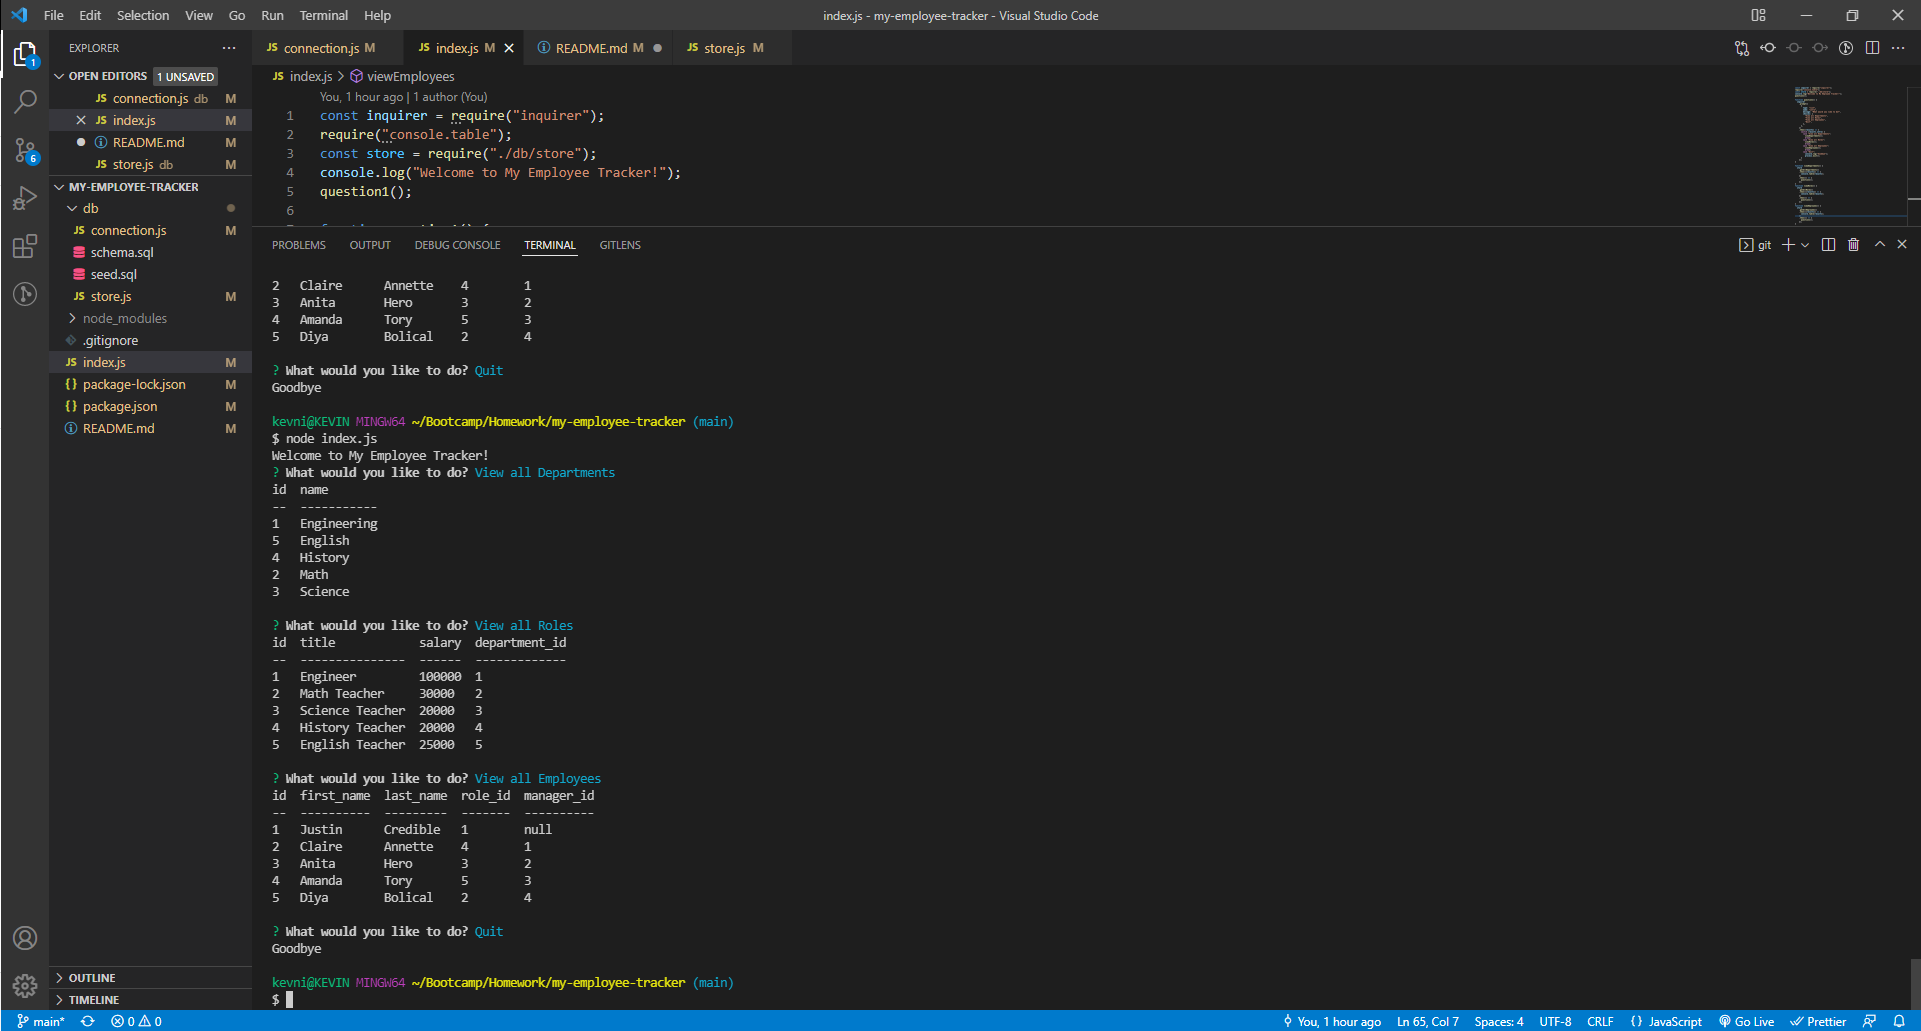 File Edit Selection View Go Run Terminal Help index.js - my-employee-tracker - Visual Studio Code
EXPLORER ...
OPEN EDITORS 1 UNSAVED
JS connection.js db M
JS index.js M
README.md M
store.js db M
MY-EMPLOYEE-TRACKER
db
JS connection.js M
schema.sql
seed.sql
JS store.js M
node_modules
.gitignore
JS index.js M
{} package-lock.json M
{} package.json M
README.md M
OUTLINE
TIMELINE
1
6
JS connection.js M JS index.js M README.md M JS store.js M
JS index.js > viewEmployees
You, 1 hour ago | 1 author (You)
1 const inquirer = require("inquirer");
2 require("console.table");
3 const store = require("./db/store");
4 console.log("Welcome to My Employee Tracker!");
5 question1();
6
PROBLEMS OUTPUT DEBUG CONSOLE TERMINAL GITLENS git
2 Claire Annette 4 1
3 Anita Hero 3 2
4 Amanda Tory 5 3
5 Diya Bolical 2 4
? What would you like to do? Quit
Goodbye
kevni@KEVIN MINGW64 ~/Bootcamp/Homework/my-employee-tracker (main)
$ node index.js
Welcome to My Employee Tracker!
? What would you like to do? View all Departments
id name
-- -----------
1 Engineering
5 English
4 History
2 Math
3 Science
? What would you like to do? View all Roles
id title salary department_id
-- --------------- ------ -------------
1 Engineer 100000 1
2 Math Teacher 30000 2
3 Science Teacher 20000 3
4 History Teacher 20000 4
5 English Teacher 25000 5
? What would you like to do? View all Employees
id first_name last_name role_id manager_id
-- ---------- --------- ------- ----------
1 Justin Credible 1 null
2 Claire Annette 4 1
3 Anita Hero 3 2
4 Amanda Tory 5 3
5 Diya Bolical 2 4
? What would you like to do? Quit
Goodbye
kevni@KEVIN MINGW64 ~/Bootcamp/Homework/my-employee-tracker (main)
$
main* 0 0 You, 1 hour ago Ln 65, Col 7 Spaces: 4 UTF-8 CRLF {} JavaScript Go Live Prettier